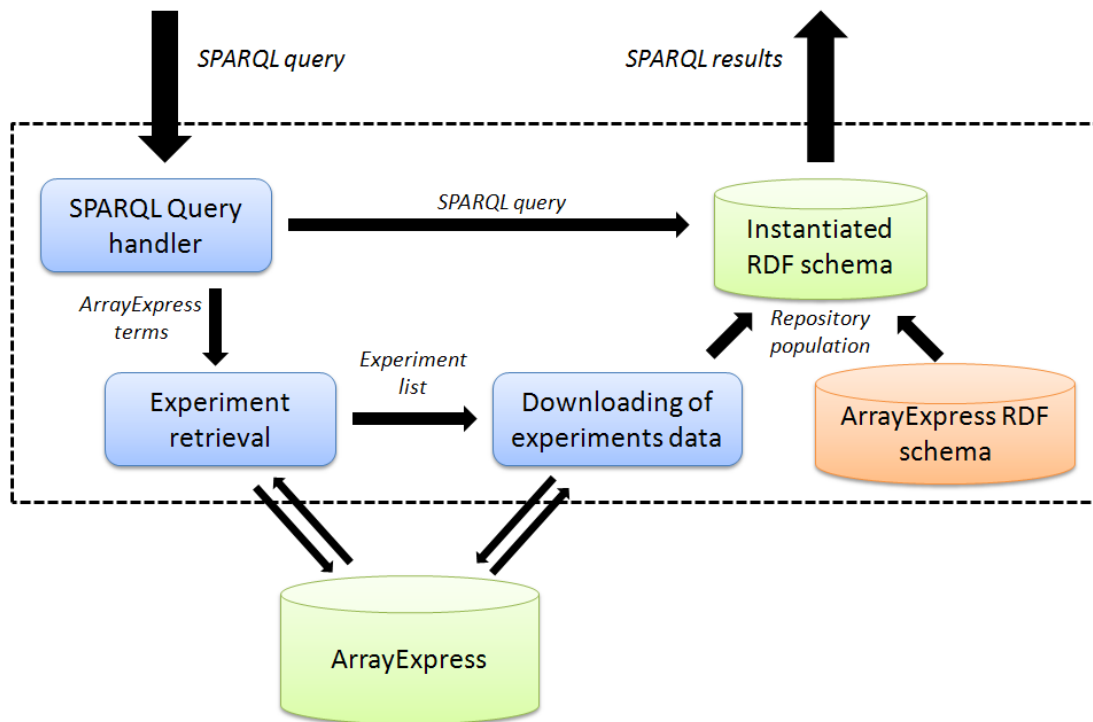 SPARQL query
SPARQL results
SPARQL Query
handler
SPARQL query
Instantiated
RDF schema
ArrayExpress
terms
Repository
population
Experiment
list
Experiment
retrieval
Downloading of
experiments data
ArrayExpress RDF
schema
ArrayExpress